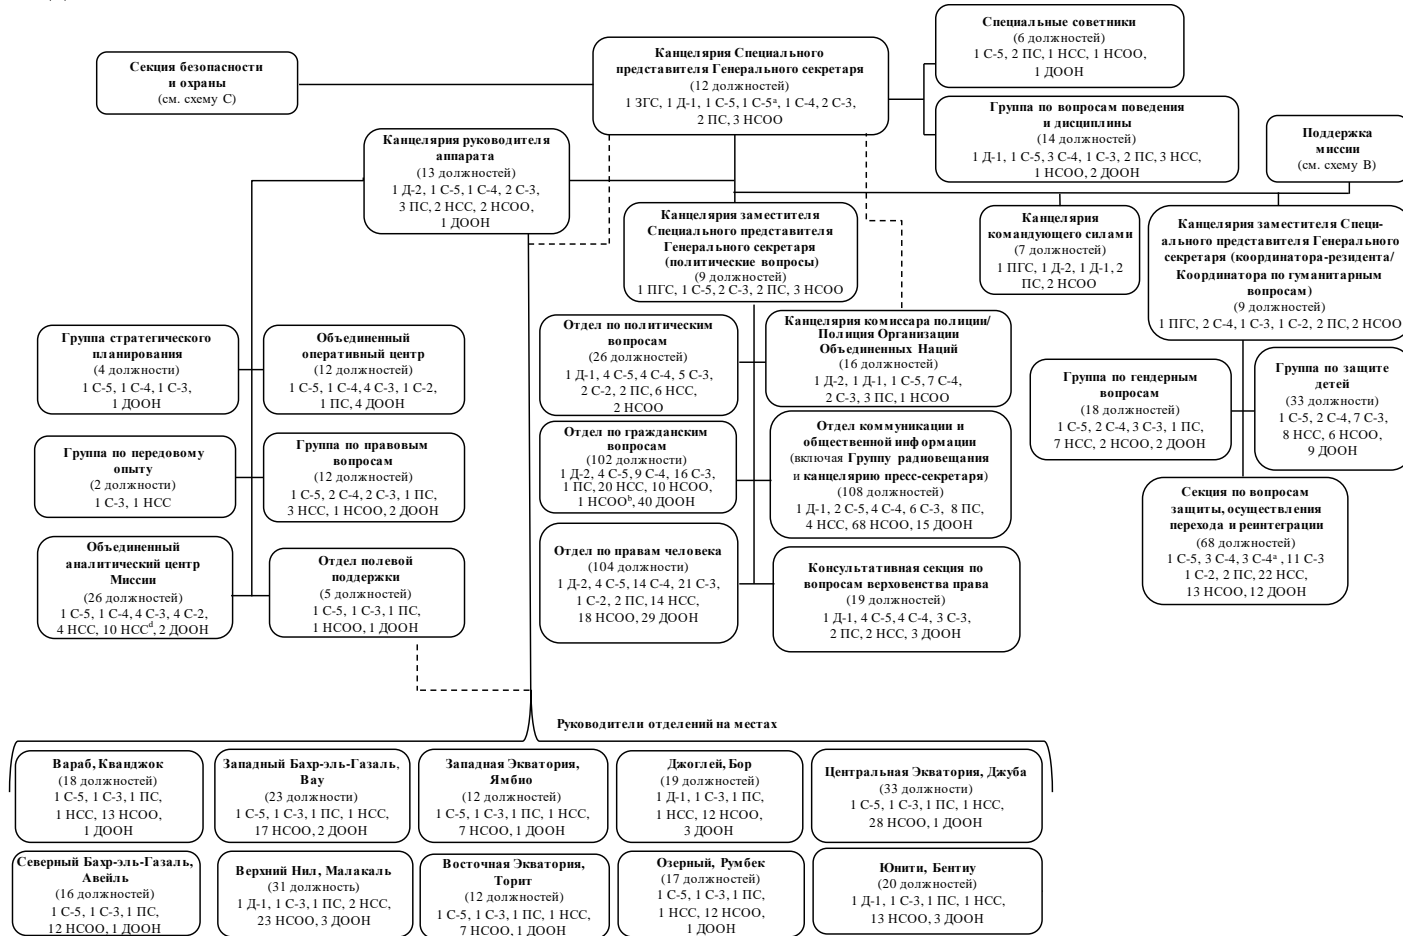 Специальные советники
(6 должностей)
1 С-5, 2 ПС, 1 НСС, 1 НСОО,
1 ДООН
Канцелярия Специального
представителя Генерального секретаря
(12 должностей)
1 ЗГС, 1 Д-1, 1 С-5, 1 С-5ª, 1 С-4, 2 С-3,
2 ПС, 3 НСОО
Секция безопасности
и охраны
(см. схему С)
Группа по вопросам поведения
и дисциплины
(14 должностей)
1 Д-1, 1 С-5, 3 С-4, 1 С-3, 2 ПС, 3 НСС,
1 НСОО, 2 ДООН
Поддержка
миссии
(см. схему В)
Канцелярия руководителя
аппарата
(13 должностей)
1 Д-2, 1 С-5, 1 С-4, 2 С-3,
3 ПС, 2 НСС, 2 НСОО,
1 ДООН
Канцелярия заместителя
Специального представителя
Генерального секретаря
(политические вопросы)
(9 должностей)
1 ПГС, 1 С-5, 2 С-3, 2 ПС, 3 НСОО
Канцелярия
командующего силами
(7 должностей)
1 ПГС, 1 Д-2, 1 Д-1, 2
ПС, 2 НСОО
Канцелярия заместителя Специ-
ального представителя Генерального
секретаря (координатора-резидента/
Координатора по гуманитарным
вопросам)
(9 должностей)
1 ПГС, 2 С-4, 1 С-3, 1 С-2, 2 ПС, 2 НСОО
Группа стратегического
планирования
(4 должности)
1 С-5, 1 С-4, 1 С-3,
1 ДООН
Объединенный
оперативный центр
(12 должностей)
1 С-5, 1 С-4, 4 С-3, 1 С-2,
1 ПС, 4 ДООН
Отдел по политическим
вопросам
(26 должностей)
1 Д-1, 4 С-5, 4 С-4, 5 С-3,
2 С-2, 2 ПС, 6 НСС,
2 НСОО
Канцелярия комиссара полиции/
Полиция Организации
Объединенных Наций
(16 должностей)
1 Д-2, 1 Д-1, 1 С-5, 7 С-4,
2 С-3, 3 ПС, 1 НСОО
Группа по гендерным
вопросам
(18 должностей)
1 С-5, 2 С-4, 3 С-3, 1 ПС,
7 НСС, 2 НСОО, 2 ДООН
Группа по защите
детей
(33 должности)
1 С-5, 2 С-4, 7 С-3,
8 НСС, 6 НСОО,
9 ДООН
Группа по передовому
опыту
(2 должности)
1 С-3, 1 НСС
Группа по правовым
вопросам
(12 должностей)
1 С-5, 2 С-4, 2 С-3, 1 ПС,
3 НСС, 1 НСОО, 2 ДООН
Отдел по гражданским
вопросам
(102 должности)
1 Д-2, 4 С-5, 9 С-4, 16 С-3,
1 ПС, 20 НСС, 10 НСОО,
1 НСООᵇ, 40 ДООН
Отдел коммуникации и
общественной информации
(включая Группу радиовещания
и канцелярию пресс-секретаря)
(108 должностей)
1 Д-1, 2 С-5, 4 С-4, 6 С-3, 8 ПС,
4 НСС, 68 НСОО, 15 ДООН
Секция по вопросам
защиты, осуществления
перехода и реинтеграции
(68 должностей)
1 С-5, 3 С-4, 3 С-4ª , 11 С-3
1 С-2, 2 ПС, 22 НСС,
13 НСОО, 12 ДООН
Объединенный
аналитический центр
Миссии
(26 должностей)
1 С-5, 1 С-4, 4 С-3, 4 С-2,
4 НСС, 10 НССᵈ, 2 ДООН
Отдел полевой
поддержки
(5 должностей)
1 С-5, 1 С-3, 1 ПС,
1 НСОО, 1 ДООН
Отдел по правам человека
(104 должности)
1 Д-2, 4 С-5, 14 С-4, 21 С-3,
1 С-2, 2 ПС, 14 НСС,
18 НСОО, 29 ДООН
Консультативная секция по
вопросам верховенства права
(19 должностей)
1 Д-1, 4 С-5, 4 С-4, 3 С-3,
2 ПС, 2 НСС, 3 ДООН
Руководители отделений на местах
Вараб, Кванджок
(18 должностей)
1 С-5, 1 С-3, 1 ПС,
1 НСС, 13 НСОО,
1 ДООН
Западный Бахр-эль-Газаль,
Вау
(23 должности)
1 С-5, 1 С-3, 1 ПС, 1 НСС,
17 НСОО, 2 ДООН
Западная Экватория,
Ямбио
(12 должностей)
1 С-5, 1 С-3, 1 ПС, 1 НСС,
7 НСОО, 1 ДООН
Джоглей, Бор
(19 должностей)
1 Д-1, 1 С-3, 1 ПС,
1 НСС, 12 НСОО,
3 ДООН
Центральная Экватория, Джуба
(33 должности)
1 С-5, 1 С-3, 1 ПС, 1 НСС,
28 НСОО, 1 ДООН
Северный Бахр-эль-Газаль,
Авейль
(16 должностей)
1 С-5, 1 С-3, 1 ПС,
12 НСОО, 1 ДООН
Верхний Нил, Малакаль
(31 должность)
1 Д-1, 1 С-3, 1 ПС, 2 НСС,
23 НСОО, 3 ДООН
Восточная Экватория,
Торит
(12 должностей)
1 С-5, 1 С-3, 1 ПС, 1 НСС,
7 НСОО, 1 ДООН
Озерный, Румбек
(17 должностей)
1 С-5, 1 С-3, 1 ПС,
1 НСС, 12 НСОО,
1 ДООН
Юнити, Бентиу
(20 должностей)
1 Д-1, 1 С-3, 1 ПС, 1 НСС,
13 НСОО, 3 ДООН